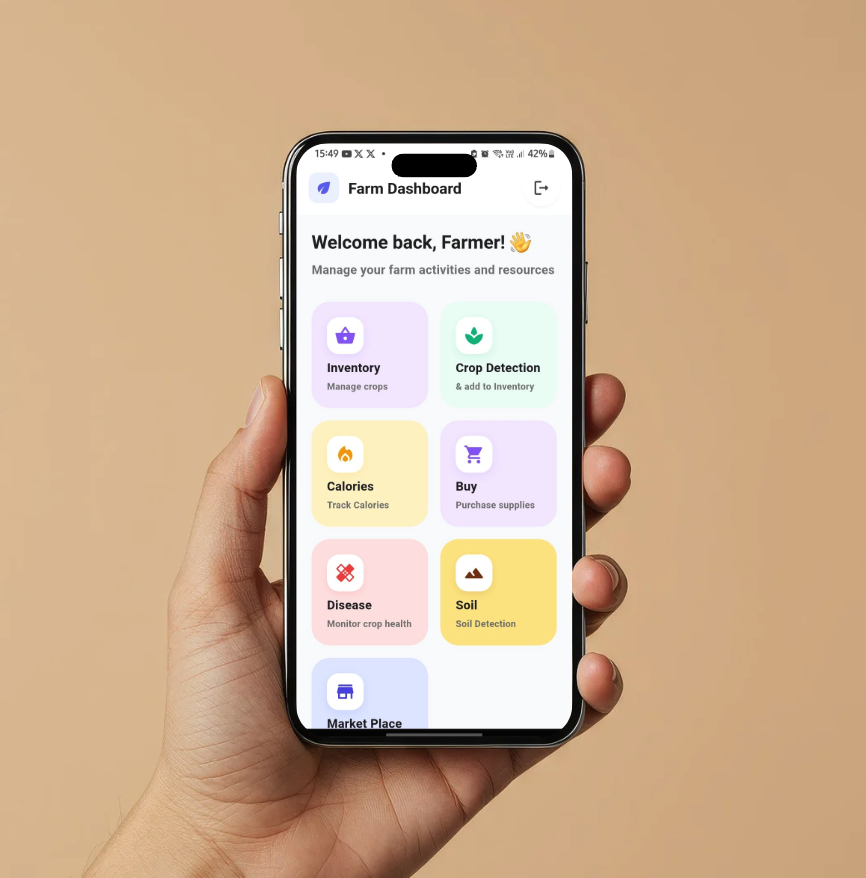 15:49
42%
Farm Dashboard
Welcome back, Farmer! 👋
Manage your farm activities and resources
Inventory
Manage crops
Crop Detection
& add to Inventory
Calories
Track Calories
Buy
Purchase supplies
Disease
Monitor crop health
Soil
Soil Detection
Market Place